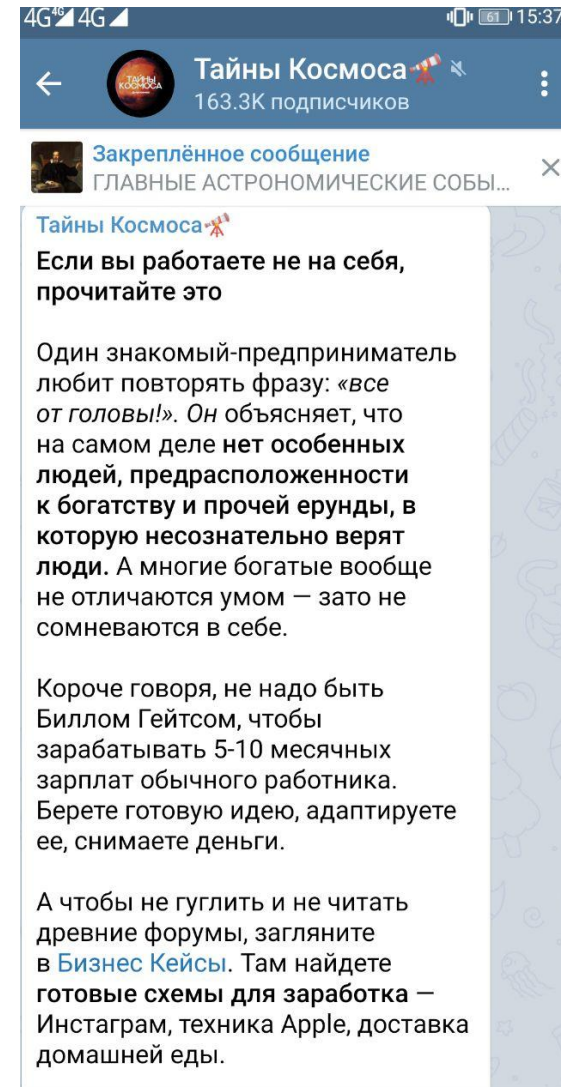 4G 4G 4G 61 15:37
ТАЙНЫ КОСМОСА
Тайны Космоса
163.3K подписчиков
Закреплённое сообщение
ГЛАВНЫЕ АСТРОНОМИЧЕСКИЕ СОБЫ...
Тайны Космоса
Если вы работаете не на себя,
прочитайте это
Один знакомый-предприниматель
любит повторять фразу: «все
от головы!». Он объясняет, что
на самом деле нет особенных
людей, предрасположенности
к богатству и прочей ерунды, в
которую несознательно верят
люди. А многие богатые вообще
не отличаются умом — зато не
сомневаются в себе.
Короче говоря, не надо быть
Биллом Гейтсом, чтобы
зарабатывать 5-10 месячных
зарплат обычного работника.
Берете готовую идею, адаптируете
ее, снимаете деньги.
А чтобы не гуглить и не читать
древние форумы, загляните
в Бизнес Кейсы. Там найдете
готовые схемы для заработка —
Инстаграм, техника Apple, доставка
домашней еды.